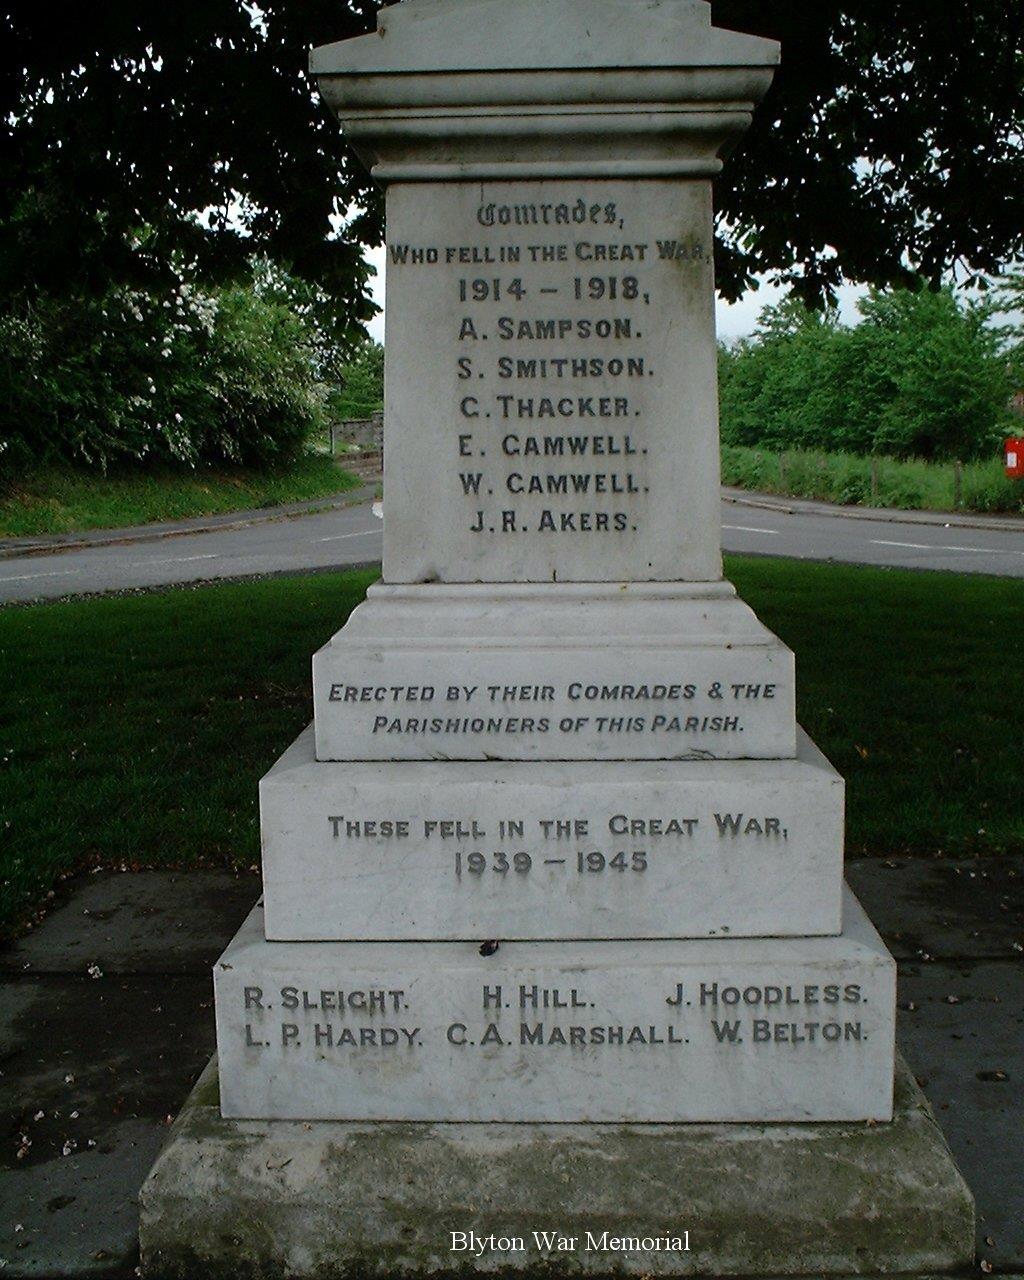 Comrades,
WHO FELL IN THE GREAT WAR,
1914 – 1918,
A. SAMPSON.
S. SMITHSON.
C. THACKER.
E. CAMWELL.
W. CAMWELL.
J. R. AKERS.
ERECTED BY THEIR COMRADES & THE
PARISHIONERS OF THIS PARISH.
THESE FELL IN THE GREAT WAR,
1939 – 1945
R. SLEIGHT. H. HILL. J. HOODLESS.
L. P. HARDY. C. A. MARSHALL. W. BELTON.
Blyton War Memorial